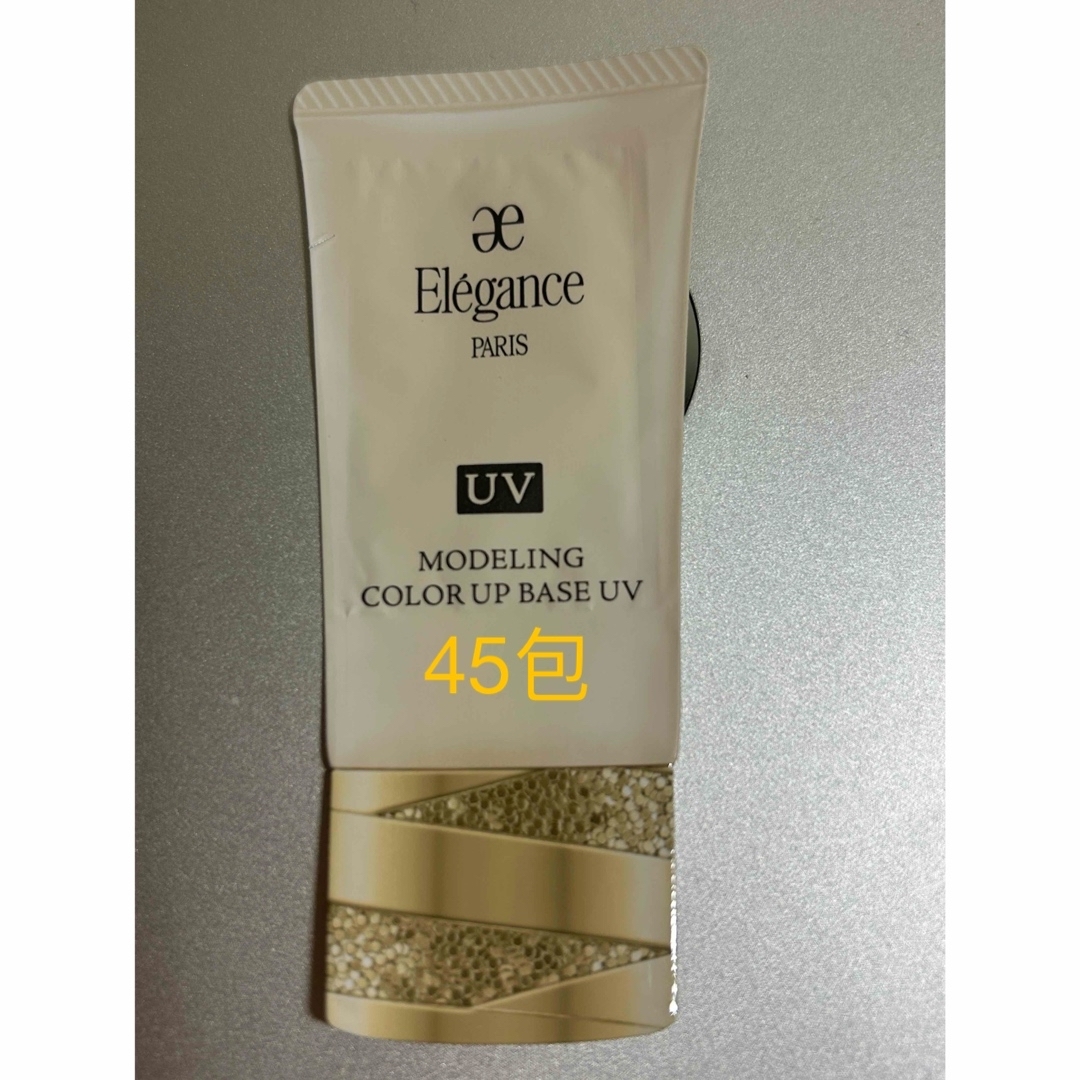 æ
Elégance
PARIS
UV
MODELING
COLOR UP BASE UV
45包